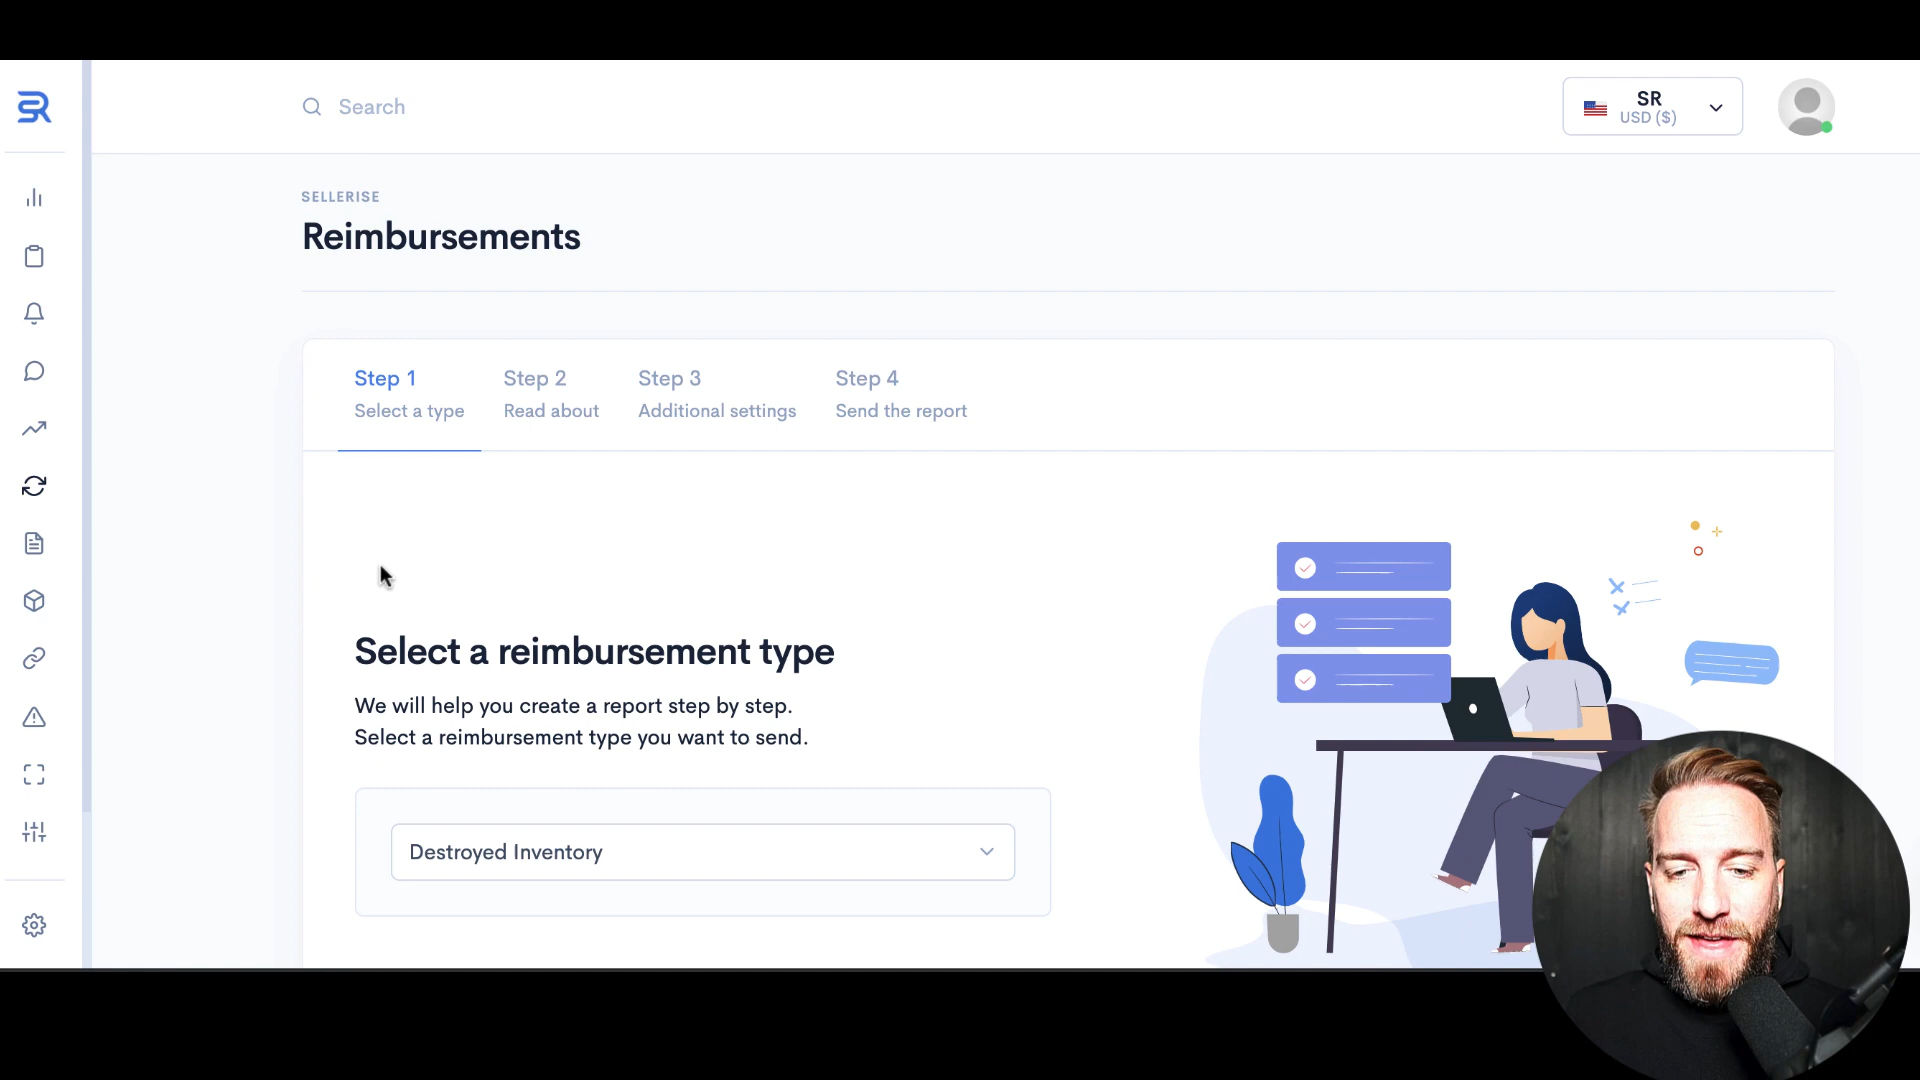 SR
Search
SR
USD ($)
SELLERISE
Reimbursements
Step 1
Select a type
Step 2
Read about
Step 3
Additional settings
Step 4
Send the report
Select a reimbursement type
We will help you create a report step by step.
Select a reimbursement type you want to send.
Destroyed Inventory